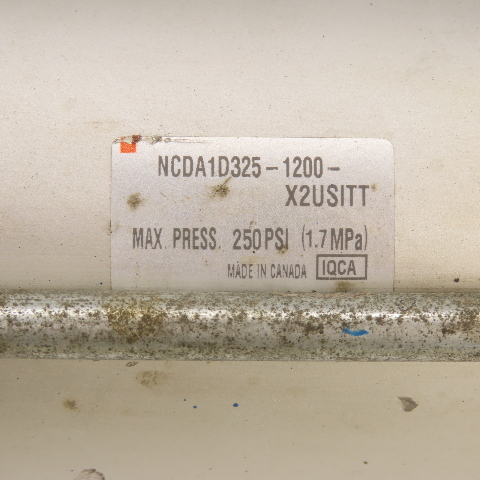 NCDA1D325-1200-
X2USITT
MAX. PRESS. 250PSI (1.7MPa)
MADE IN CANADA IQCA